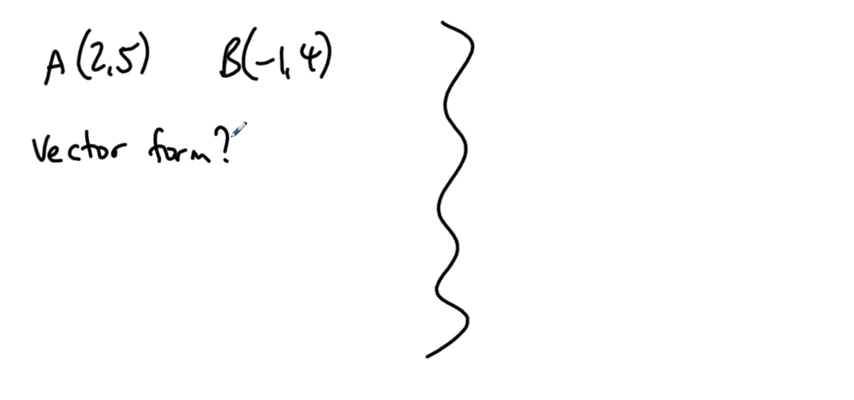 A(2,5) B(-1,4)
Vector form?